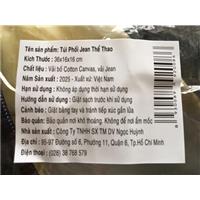 Tên sản phẩm: Túi Phối Jean Thể Thao
Kích Thước : 36x16x16 cm
Chất liệu : Vải bố Cotton Canvas, vải Jean
Năm Sản xuất : 2025 - Xuất xứ: Việt Nam
Hạn sử dụng : Không áp dụng thời hạn sử dụng
Hướng dẫn sử dụng : Giặt sạch trước khi sử dụng
Cảnh báo : Giặt bằng tay và tránh gần lửa
Bảo quản: Bảo quản nơi khô thoáng. Không để nơi ẩm mốc
Công Ty TNHH SX TM DV Ngọc Huỳnh
Địa chỉ : 95-97 Đường số 6, Phường 11, Quận 6, Tp.Hồ Chí Minh
Điện thoại : (028) 38 768 579